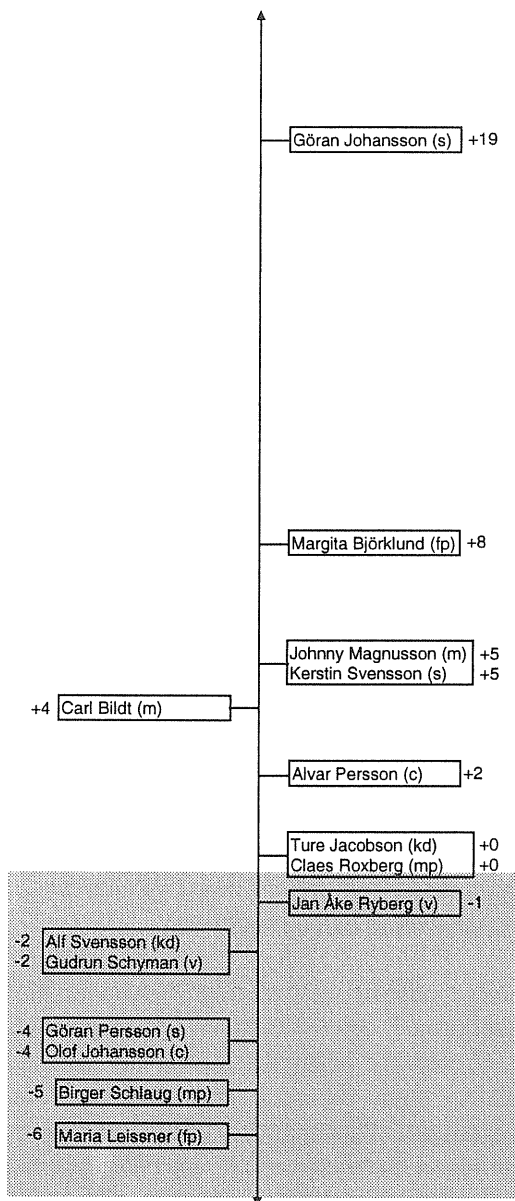 Göran Johansson (s) +19
Margita Björklund (fp) +8
Johnny Magnusson (m) +5
Kerstin Svensson (s) +5
+4 Carl Bildt (m)
Alvar Persson (c) +2
Ture Jacobson (kd) +0
Claes Roxberg (mp) +0
Jan Åke Ryberg (v) -1
-2 Alf Svensson (kd)
-2 Gudrun Schyman (v)
-4 Göran Persson (s)
-4 Olof Johansson (c)
-5 Birger Schlaug (mp)
-6 Maria Leissner (fp)